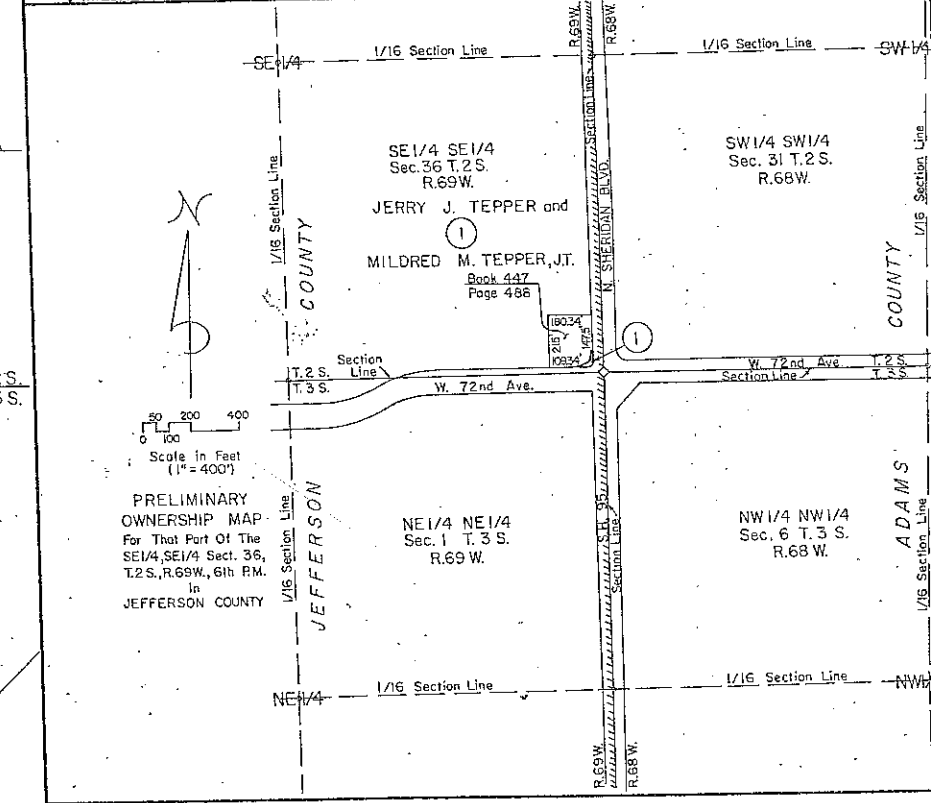 R.69W.
R.68W.
1/16 Section Line
1/16 Section Line
SE 1/4
SW 1/4
Section Line
SE1/4 SE1/4
Sec. 36 T.2 S.
R.69W.
SW1/4 SW1/4
Sec. 31 T.2 S.
R.68W.
1/16 Section Line
1/16 Section Line
N
COUNTY
JERRY J. TEPPER and
1
MILDRED M. TEPPER, J.T.
Book 447
Page 488
N. SHERIDAN BLVD.
COUNTY
180.34'
215'
147.5'
109.34'
1
Section
Line
T. 2 S.
T. 3 S.
W. 72nd Ave.
W. 72nd Ave.
Section Line
T. 2 S.
T. 3 S.
S.
S.
50 200 400
0 100
Scale in Feet
(1" = 400')
PRELIMINARY
OWNERSHIP MAP
For That Part Of The
SE1/4, SE1/4 Sect. 36,
T.2 S., R.69W., 6th P.M.
In
JEFFERSON COUNTY
1/16 Section Line
JEFFERSON
NE1/4 NE1/4
Sec. 1 T. 3 S.
R.69 W.
S.H. 95
Section Line
NW1/4 NW1/4
Sec. 6 T. 3 S.
R.68 W.
ADAMS
1/16 Section Line
NE 1/4
1/16 Section Line
1/16 Section Line
R.69W.
R.68W.